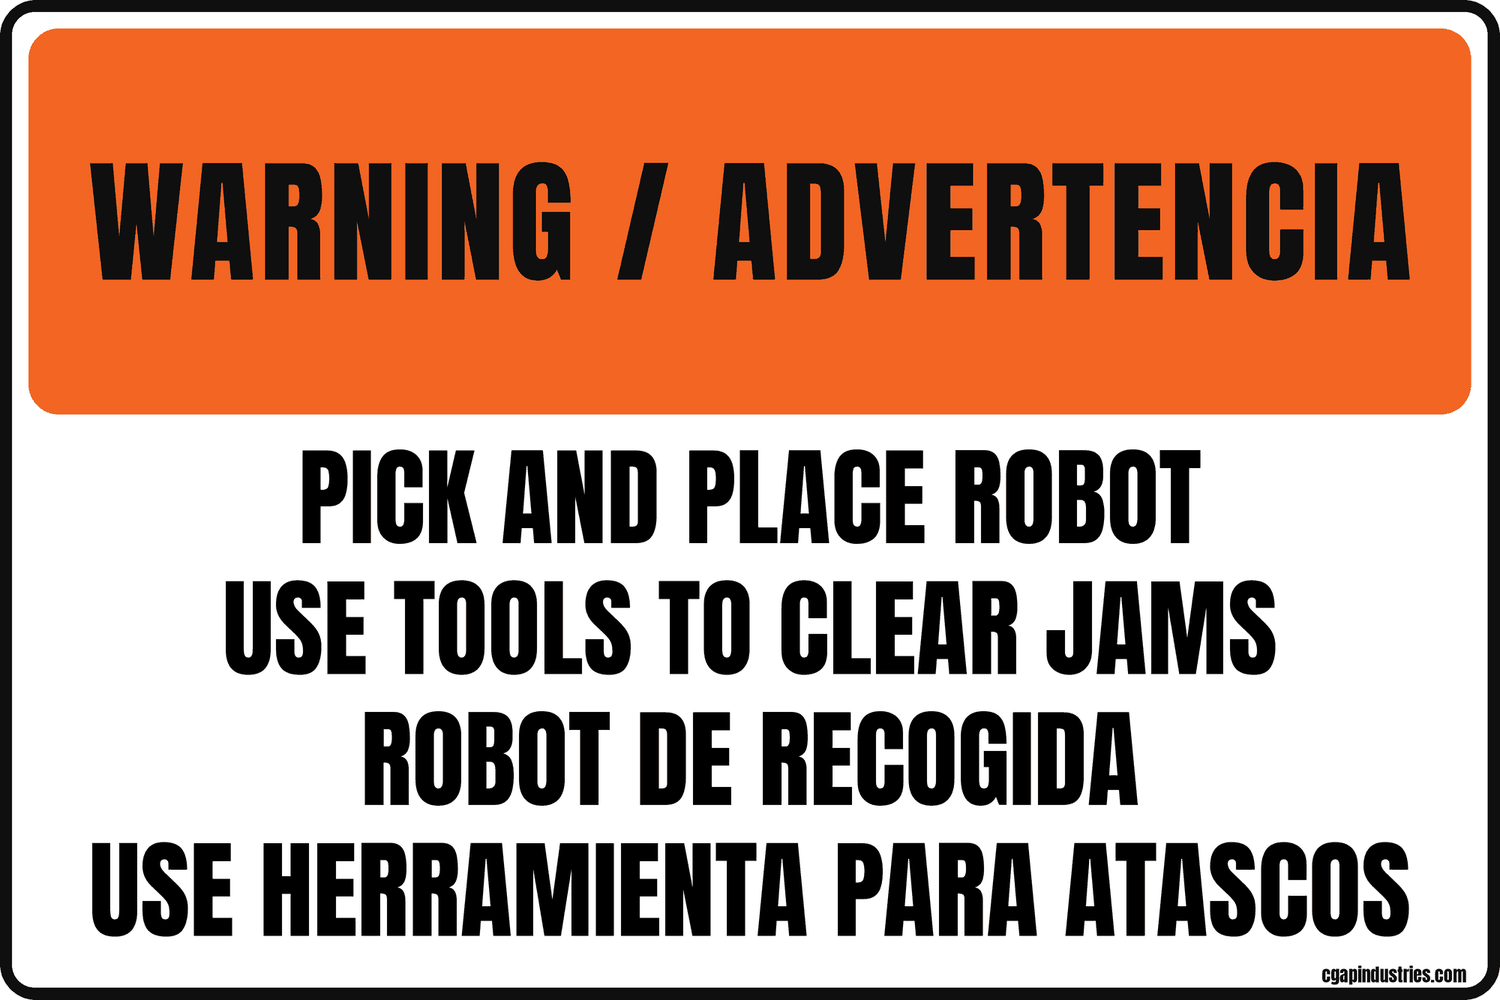 WARNING / ADVERTENCIA
PICK AND PLACE ROBOT
USE TOOLS TO CLEAR JAMS
ROBOT DE RECOGIDA
USE HERRAMIENTA PARA ATASCOS
cgapindustries.com